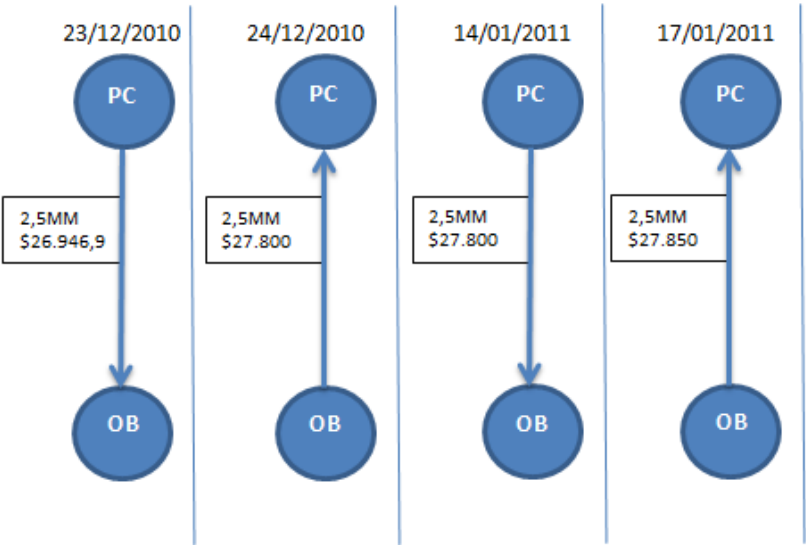 23/12/2010
PC
2,5MM
$26.946,9
OB
24/12/2010
PC
2,5MM
$27.800
OB
14/01/2011
PC
2,5MM
$27.800
OB
17/01/2011
PC
2,5MM
$27.850
OB